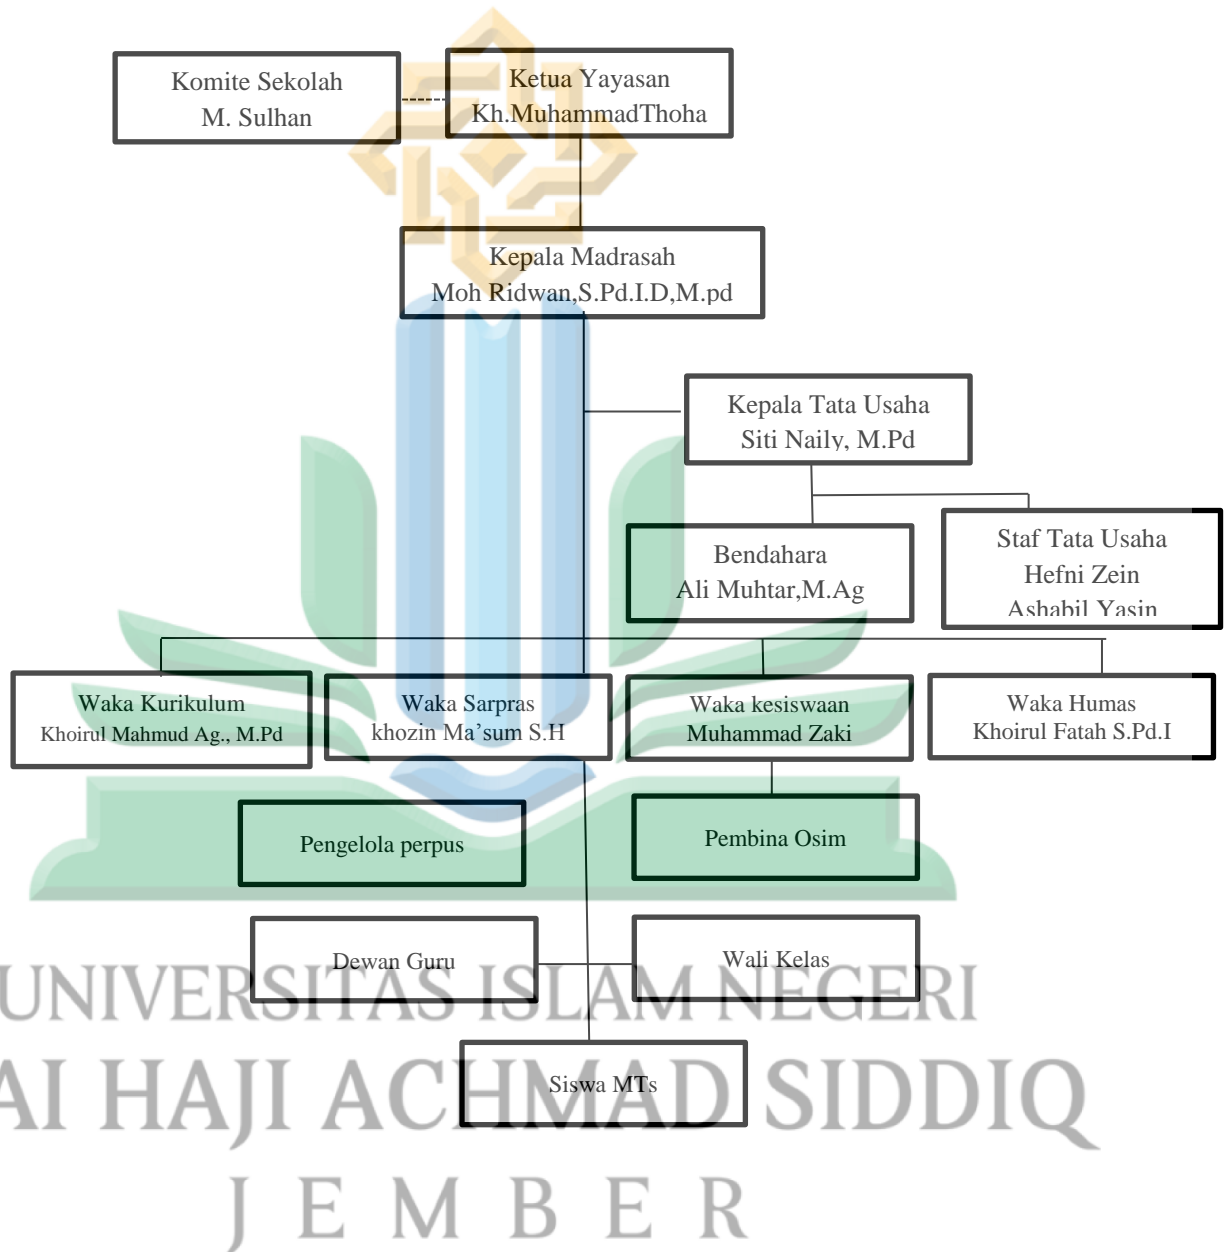 Komite Sekolah
M. Sulhan
Ketua Yayasan
Kh.MuhammadThoha
Kepala Madrasah
Moh Ridwan,S.Pd.I.D,M.pd
Kepala Tata Usaha
Siti Naily, M.Pd
Bendahara
Ali Muhtar,M.Ag
Staf Tata Usaha
Hefni Zein
Ashabil Yasin
Waka Kurikulum
Khoirul Mahmud Ag., M.Pd
Waka Sarpras
khozin Ma’sum S.H
Waka kesiswaan
Muhammad Zaki
Waka Humas
Khoirul Fatah S.Pd.I
Pengelola perpus
Pembina Osim
Dewan Guru
Wali Kelas
Siswa MTs
UNIVERSITAS ISLAM NEGERI
AI HAJI ACHMAD SIDDIQ
J E M B E R